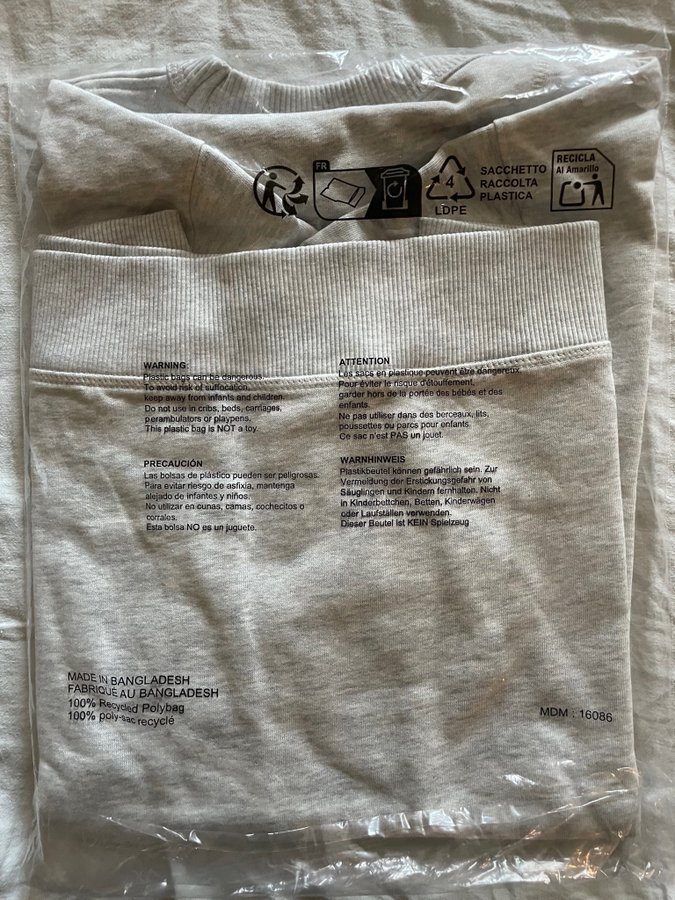 FR
4
LDPE
SACCHETTO
RACCOLTA
PLASTICA
RECICLA
Al Amarillo
WARNING:
Plastic bags can be dangerous.
To avoid risk of suffocation,
keep away from infants and children.
Do not use in cribs, beds, carriages,
perambulators or playpens.
This plastic bag is NOT a toy.
ATTENTION
Les sacs en plastique peuvent être dangereux.
Pour éviter le risque d'étouffement,
garder hors de la portée des bébés et des
enfants.
Ne pas utiliser dans des berceaux, lits,
poussettes ou parcs pour enfants.
Ce sac n'est PAS un jouet.
PRECAUCIÓN
Las bolsas de plástico pueden ser peligrosas.
Para evitar riesgo de asfixia, mantenga
alejado de infantes y niños.
No utilizar en cunas, camas, cochecitos o
corrales.
Esta bolsa NO es un juguete.
WARNHINWEIS
Plastikbeutel können gefährlich sein. Zur
Vermeidung der Erstickungsgefahr von
Säuglingen und Kindern fernhalten. Nicht
in Kinderbettchen, Betten, Kinderwägen
oder Laufställen verwenden.
Dieser Beutel ist KEIN Spielzeug
MADE IN BANGLADESH
FABRIQUÉ AU BANGLADESH
100% Recycled Polybag
100% poly-sac recyclé
MDM : 16086